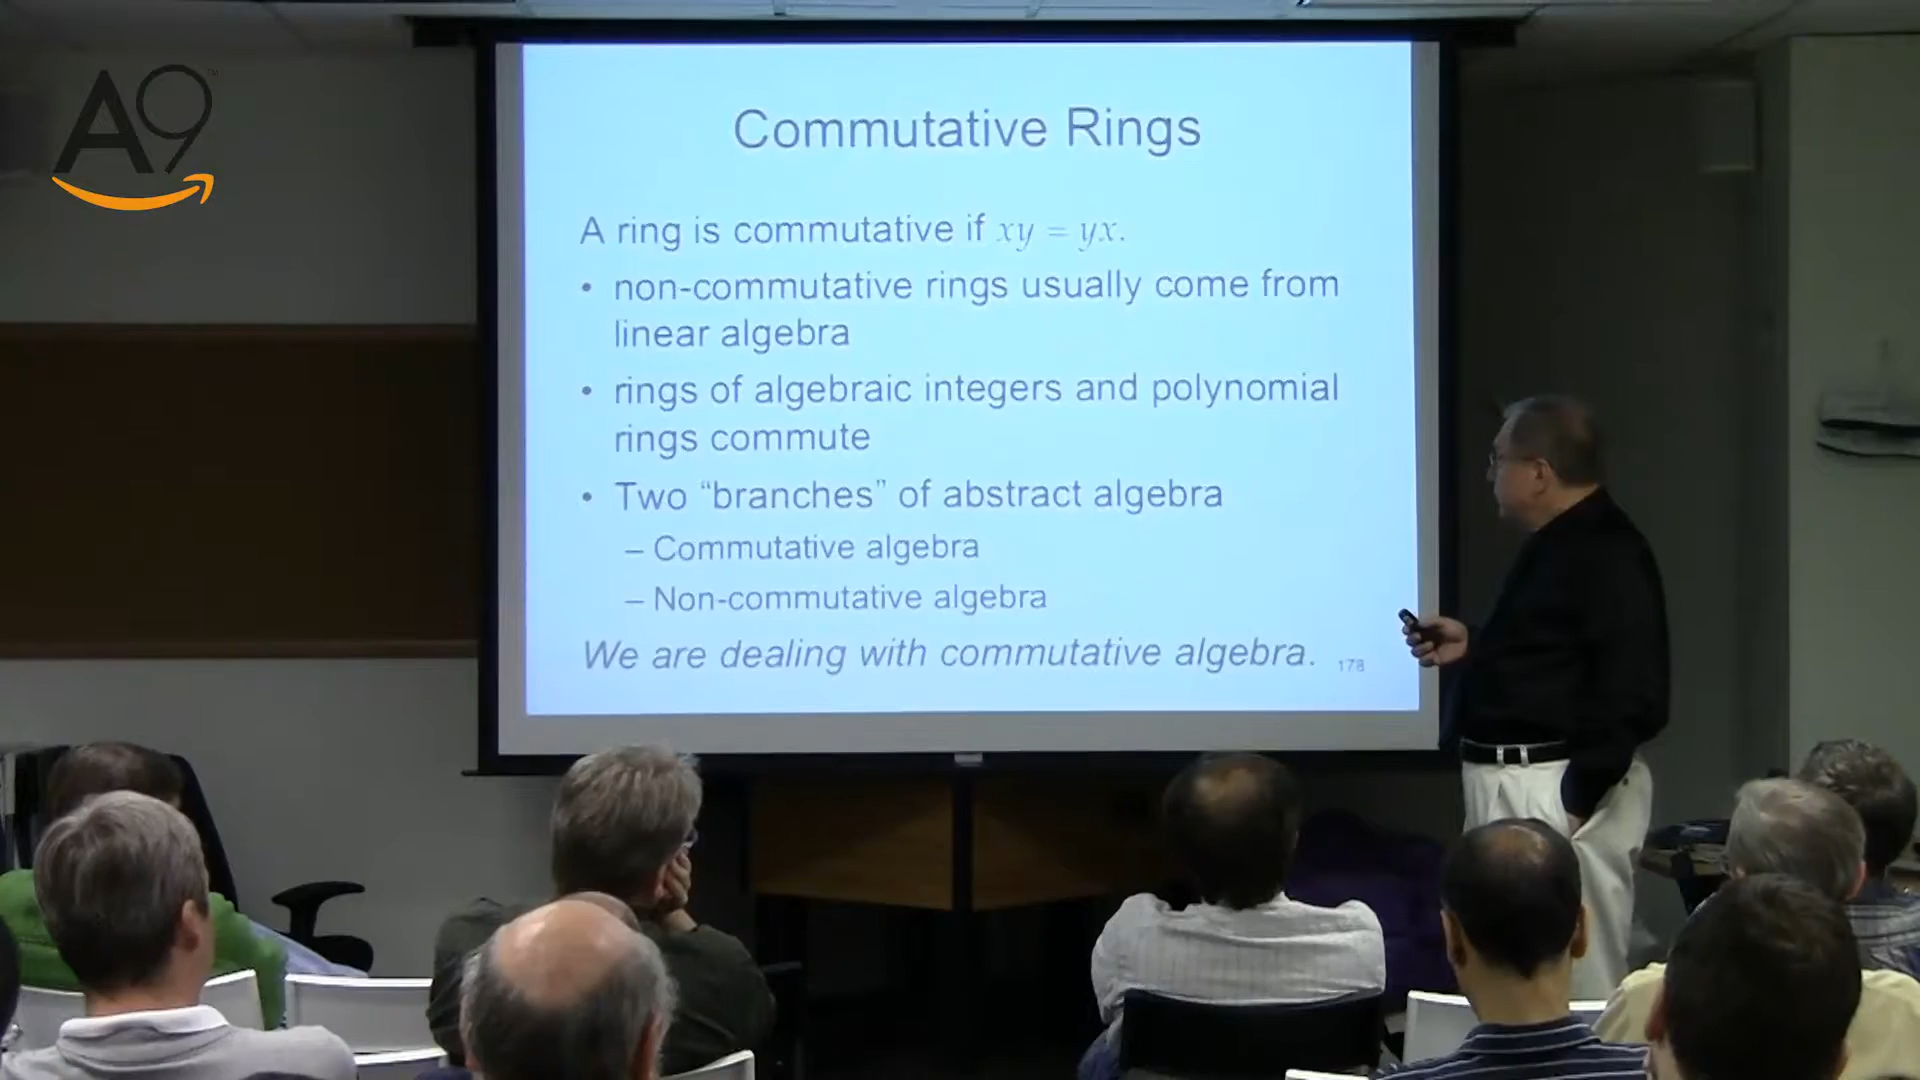 A9™
Commutative Rings
A ring is commutative if xy = yx.
• non-commutative rings usually come from
linear algebra
• rings of algebraic integers and polynomial
rings commute
• Two “branches” of abstract algebra
– Commutative algebra
– Non-commutative algebra
We are dealing with commutative algebra.
178